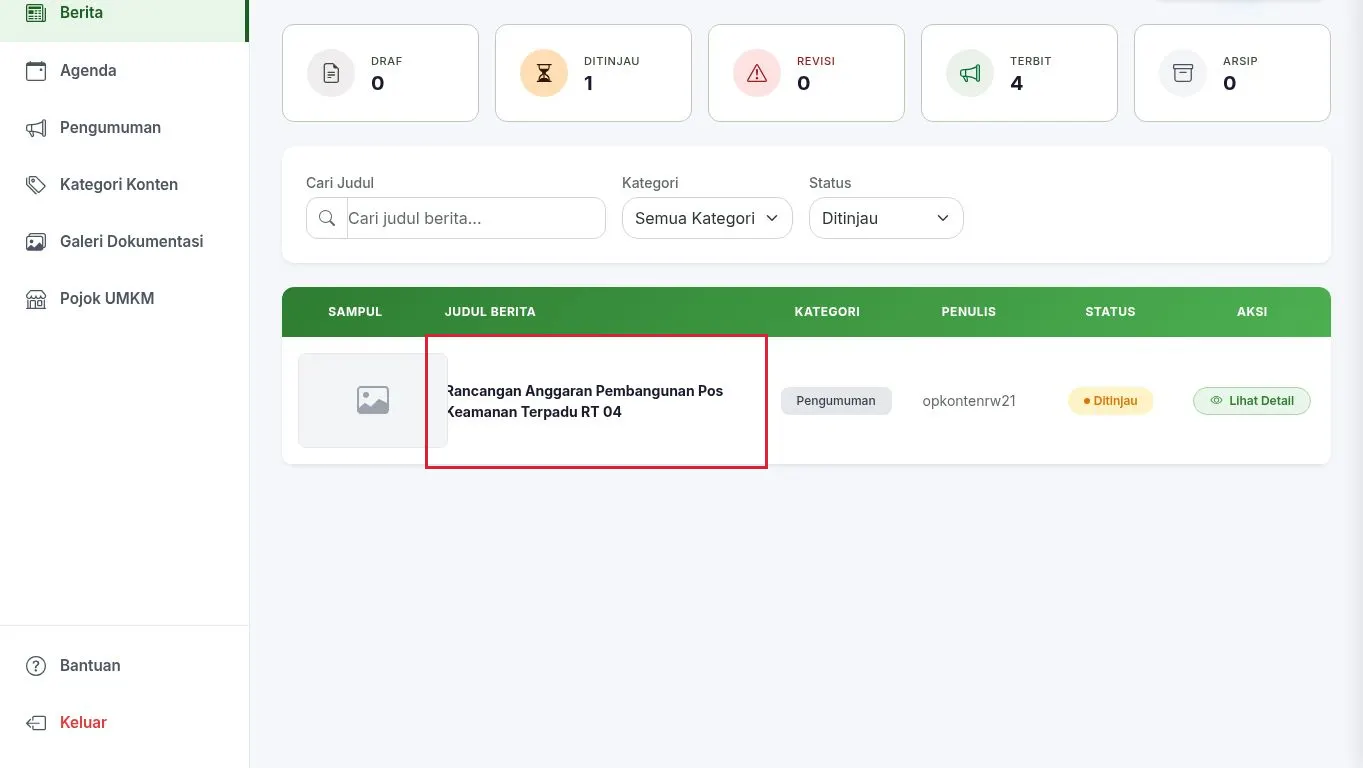 Berita
Agenda
Pengumuman
Kategori Konten
Galeri Dokumentasi
Pojok UMKM
Bantuan
Keluar
DRAF
0
DITINJAU
1
REVISI
0
TERBIT
4
ARSIP
0
Cari Judul
Cari judul berita...
Kategori
Semua Kategori
Status
Ditinjau
SAMPUL JUDUL BERITA KATEGORI PENULIS STATUS AKSI
Rancangan Anggaran Pembangunan Pos
Keamanan Terpadu RT 04
Pengumuman
opkontenrw21
Ditinjau
Lihat Detail